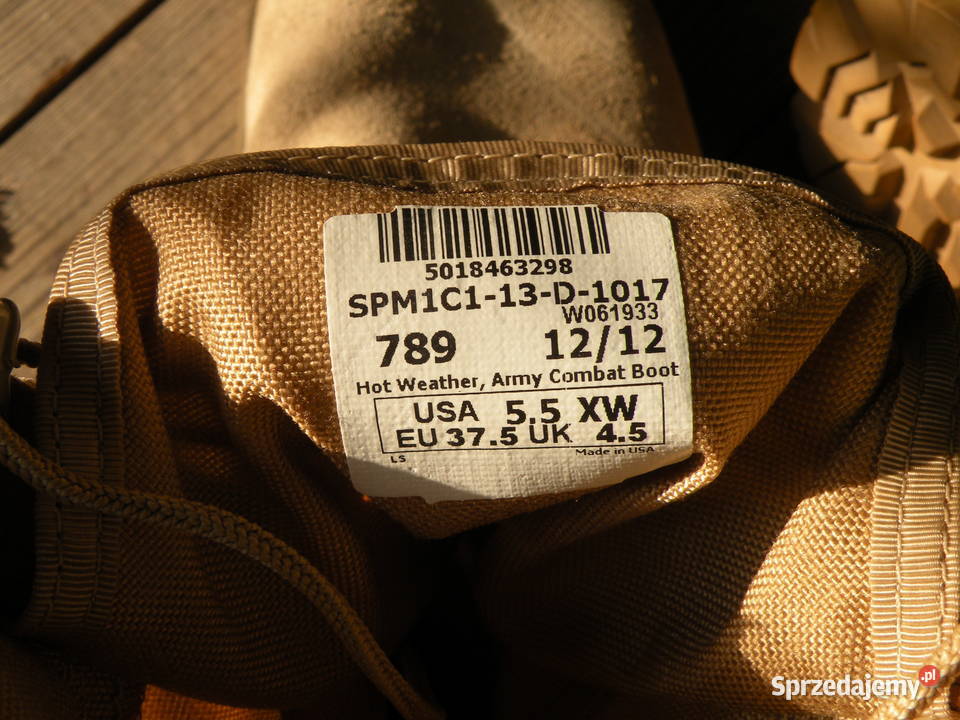 5018463298
SPM1C1-13-D-1017
W061933
789 12/12
Hot Weather, Army Combat Boot
USA 5.5 XW
EU 37.5 UK 4.5
LS Made in USA
Sprzedajemy.pl